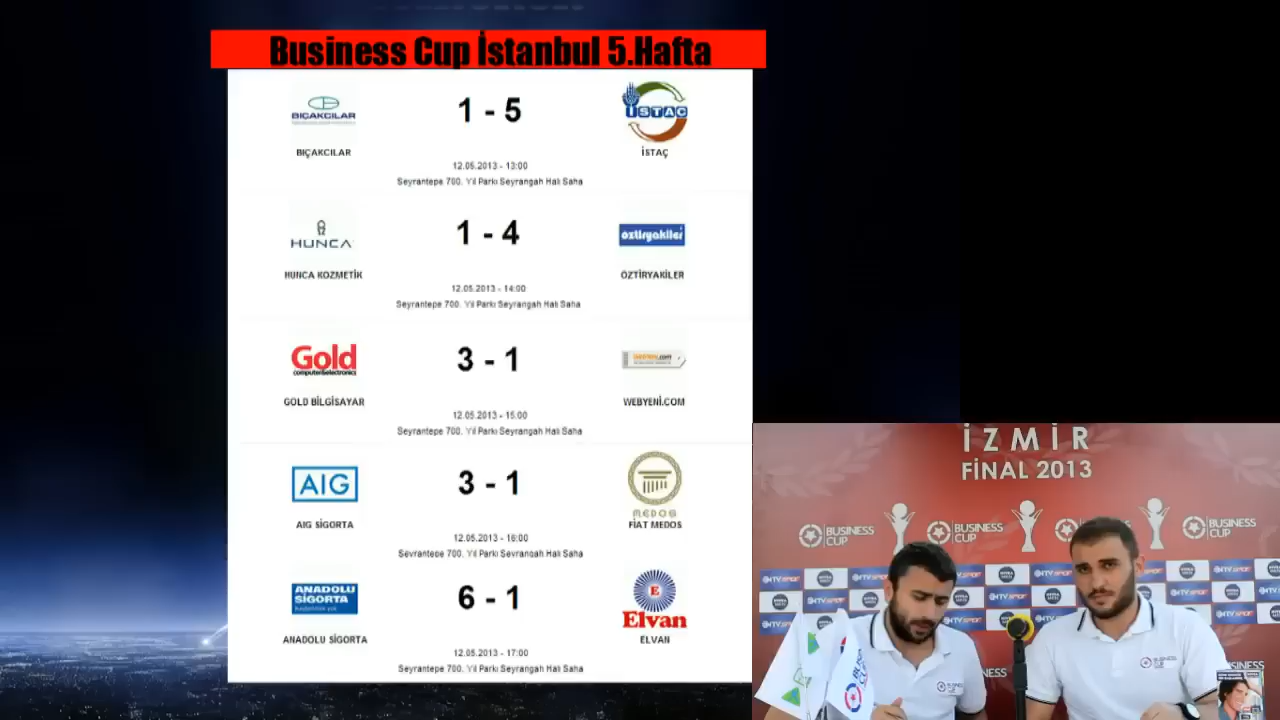 Business Cup İstanbul 5.Hafta
BIÇAKCILAR
1 - 5
İSTAÇ
BIÇAKCILAR
İSTAÇ
12.05.2013 - 13:00
Seyrantepe 700. Yıl Parkı Seyrangah Halı Saha
HUNCA
1 - 4
öztiryakiler
HUNCA KOZMETİK
ÖZTİRYAKİLER
12.05.2013 - 14:00
Seyrantepe 700. Yıl Parkı Seyrangah Halı Saha
Gold
computer&electronics
3 - 1
GOLD BİLGİSAYAR
WEBYENİ.COM
12.05.2013 - 15:00
Seyrantepe 700. Yıl Parkı Seyrangah Halı Saha
AIG
3 - 1
MEDOS
AIG SİGORTA
FİAT MEDOS
12.05.2013 - 16:00
Seyrantepe 700. Yıl Parkı Seyrangah Halı Saha
ANADOLU
SİGORTA
6 - 1
E
Elvan
ANADOLU SİGORTA
ELVAN
12.05.2013 - 17:00
Seyrantepe 700. Yıl Parkı Seyrangah Halı Saha
İZMİR
FİNAL 2013
BUSINESS CUP
BUSINESS CUP
BUSINESS CUP
NTVSPOR
BUSINESS CUP